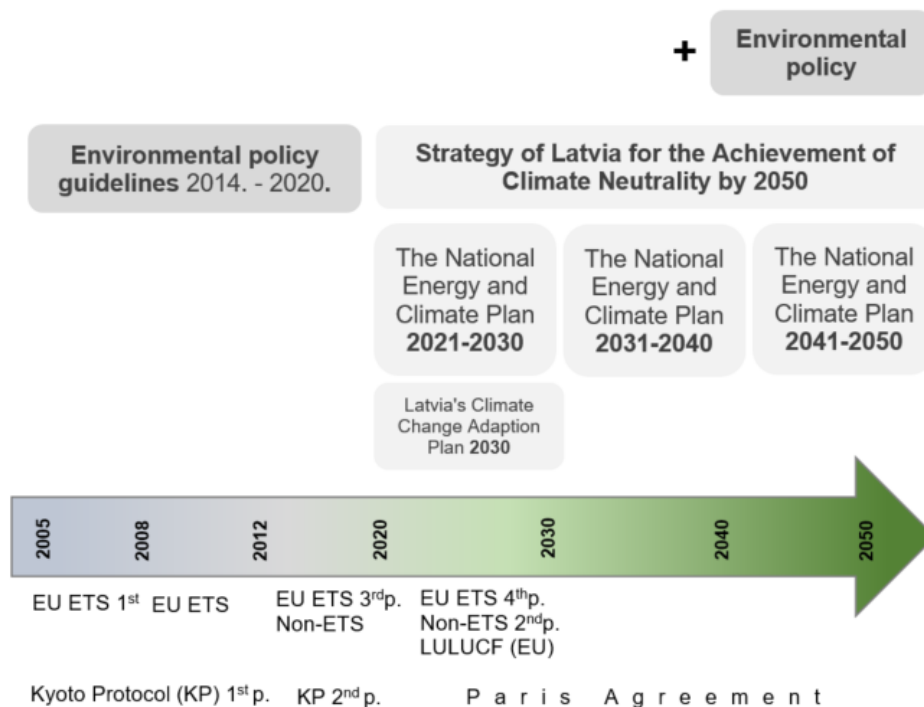 + Environmental
policy
Environmental policy
guidelines 2014. - 2020.
Strategy of Latvia for the Achievement of
Climate Neutrality by 2050
The National
Energy and
Climate Plan
2021-2030
The National
Energy and
Climate Plan
2031-2040
The National
Energy and
Climate Plan
2041-2050
Latvia's Climate
Change Adaption
Plan 2030
2005 2008 2012 2020 2030 2040 2050
EU ETS 1st
EU ETS
EU ETS 3rdp.
Non-ETS
EU ETS 4thp.
Non-ETS 2ndp.
LULUCF (EU)
Kyoto Protocol (KP) 1st p.
KP 2nd p.
Paris Agreement